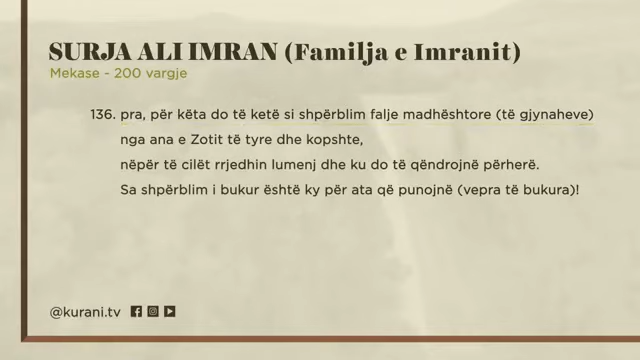 SURJA ALI IMRAN (Familja e Imranit)
Mekase - 200 vargje
136. pra, për këta do të ketë si shpërblim falje madhështore (të gjynaheve)
nga ana e Zotit të tyre dhe kopshte,
nëpër të cilët rrjedhin lumenj dhe ku do të qëndrojnë përherë.
Sa shpërblim i bukur është ky për ata që punojnë (vepra të bukura)!
@kurani.tv